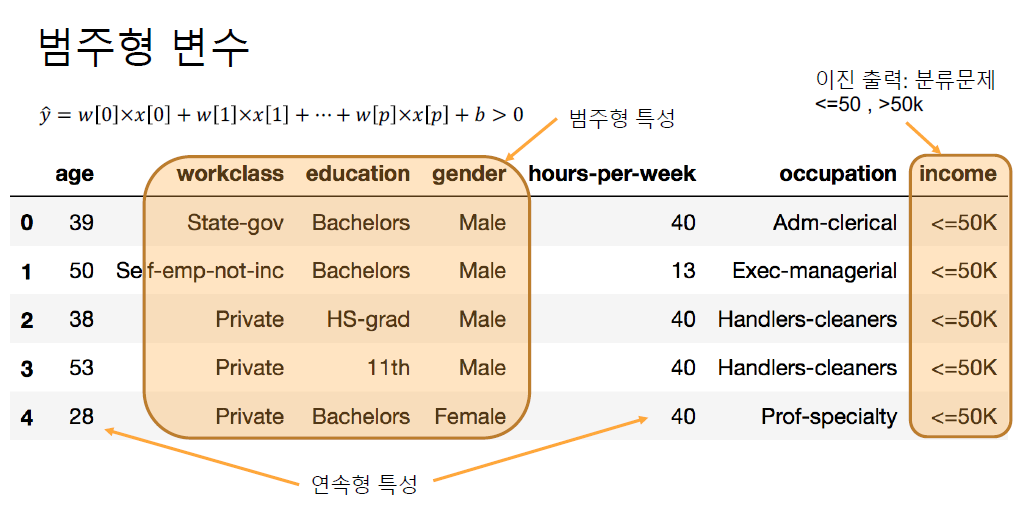 범주형 변수
이진 출력: 분류문제
<=50 , >50k
ŷ = w[0]×x[0] + w[1]×x[1] + ⋯ + w[p]×x[p] + b > 0
범주형 특성
age workclass education gender hours-per-week occupation income
0 39 State-gov Bachelors Male 40 Adm-clerical <=50K
1 50 Self-emp-not-inc Bachelors Male 13 Exec-managerial <=50K
2 38 Private HS-grad Male 40 Handlers-cleaners <=50K
3 53 Private 11th Male 40 Handlers-cleaners <=50K
4 28 Private Bachelors Female 40 Prof-specialty <=50K
연속형 특성